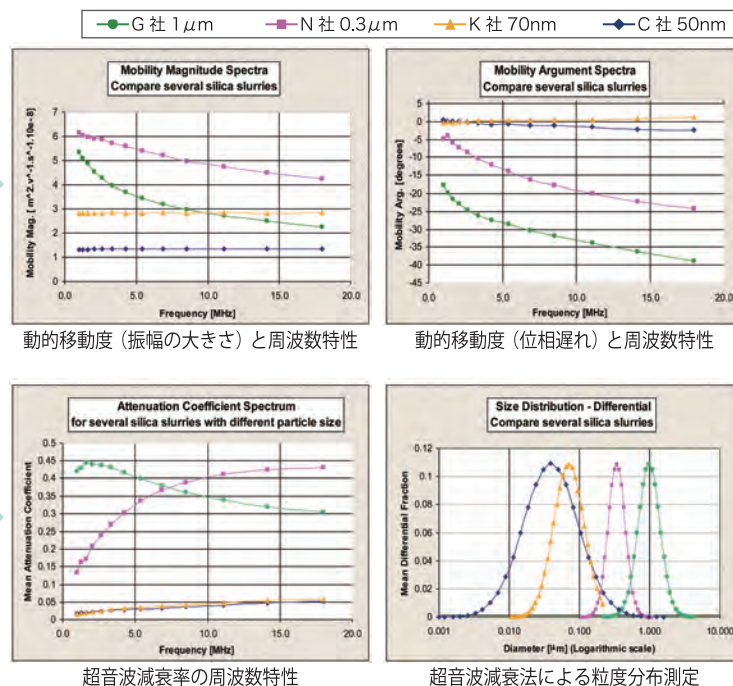 G 社 1μm N 社 0.3μm K 社 70nm C 社 50nm
Mobility Magnitude Spectra
Compare several silica slurries
7
6
5
4
3
2
1
0
0.0 5.0 10.0 15.0 20.0
Mobility Mag. [ m^2.v^-1.s^-1.10e-8]
Frequency [MHz]
動的移動度（振幅の大きさ）と周波数特性
Mobility Argument Spectra
Compare several silica slurries
5
0
-5
-10
-15
-20
-25
-30
-35
-40
-45
0.0 5.0 10.0 15.0 20.0
Mobility Arg. [degrees]
Frequency [MHz]
動的移動度（位相遅れ）と周波数特性
Attenuation Coefficient Spectrum
for several silica slurries with different particle size
0.5
0.45
0.4
0.35
0.3
0.25
0.2
0.15
0.1
0.05
0
0.0 5.0 10.0 15.0 20.0
Mean Attenuation Coefficient
Frequency [MHz]
超音波減衰率の周波数特性
Size Distribution - Differential
Compare several silica slurries
0.12
0.1
0.08
0.06
0.04
0.02
0
0.001 0.010 0.100 1.000 10.000
Mean Differential Fraction
Diameter [µm] (Logarithmic scale)
超音波減衰法による粒度分布測定